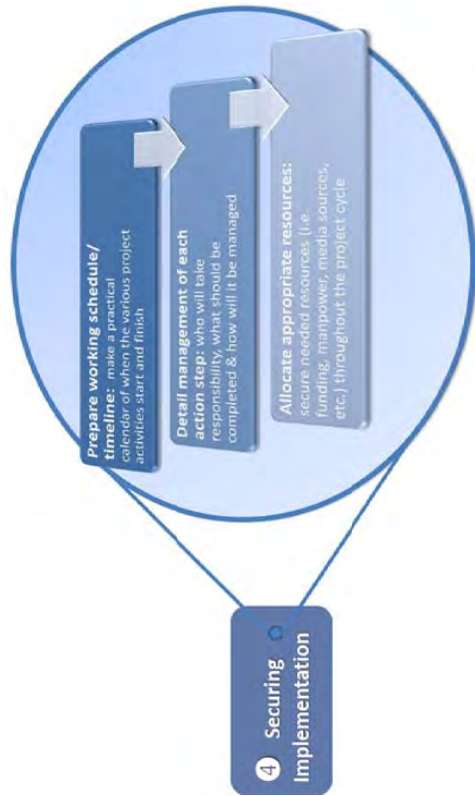 4 Securing
Implementation
Prepare working schedule/
timeline: make a practical
calendar of when the various project
activities start and finish
Detail management of each
action step: who will take
responsibility, what should be
completed & how will it be managed
Allocate appropriate resources:
secure needed resources (i.e.
funding, manpower, media sources,
etc.) throughout the project cycle